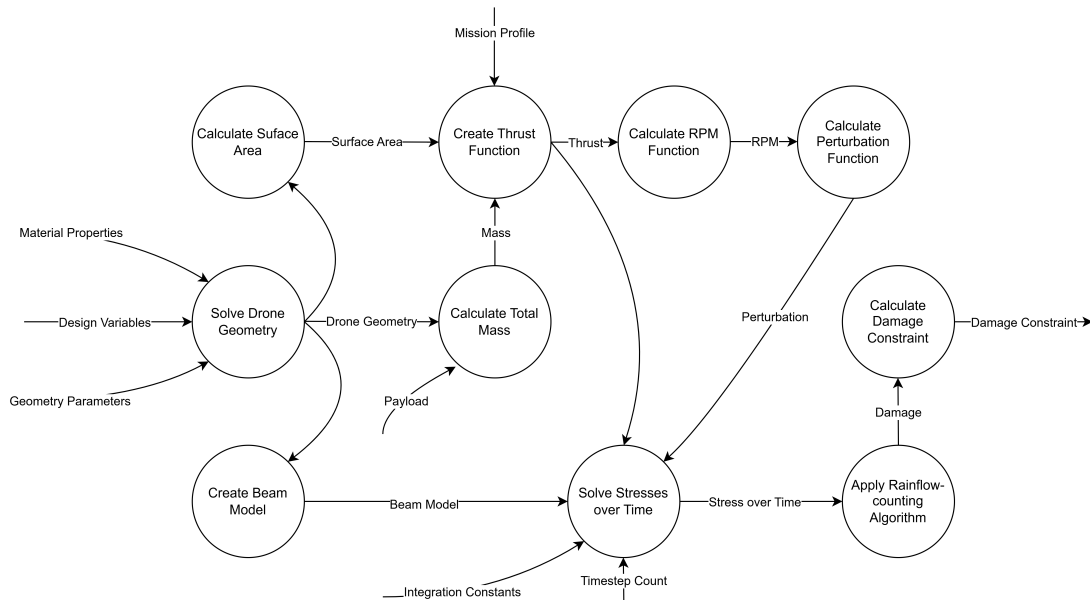 Mission Profile
Calculate Suface
Area
Surface Area
Create Thrust
Function
Thrust
Calculate RPM
Function
RPM
Calculate
Perturbation
Function
Material Properties
Mass
Design Variables
Solve Drone
Geometry
Drone Geometry
Calculate Total
Mass
Perturbation
Calculate
Damage
Constraint
Damage Constraint
Geometry Parameters
Payload
Damage
Create Beam
Model
Beam Model
Solve Stresses
over Time
Stress over Time
Apply Rainflow-
counting
Algorithm
Integration Constants
Timestep Count